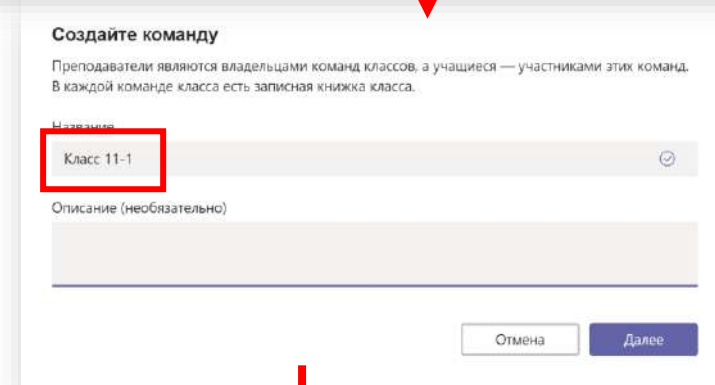 Создайте команду
Преподаватели являются владельцами команд классов, а учащиеся — участниками этих команд.
В каждой команде класса есть записная книжка класса.
Название
Класс 11-1
Описание (необязательно)
Отмена
Далее